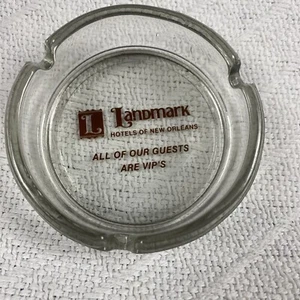 L Landmark
HOTELS OF NEW ORLEANS
ALL OF OUR GUESTS
ARE VIP'S